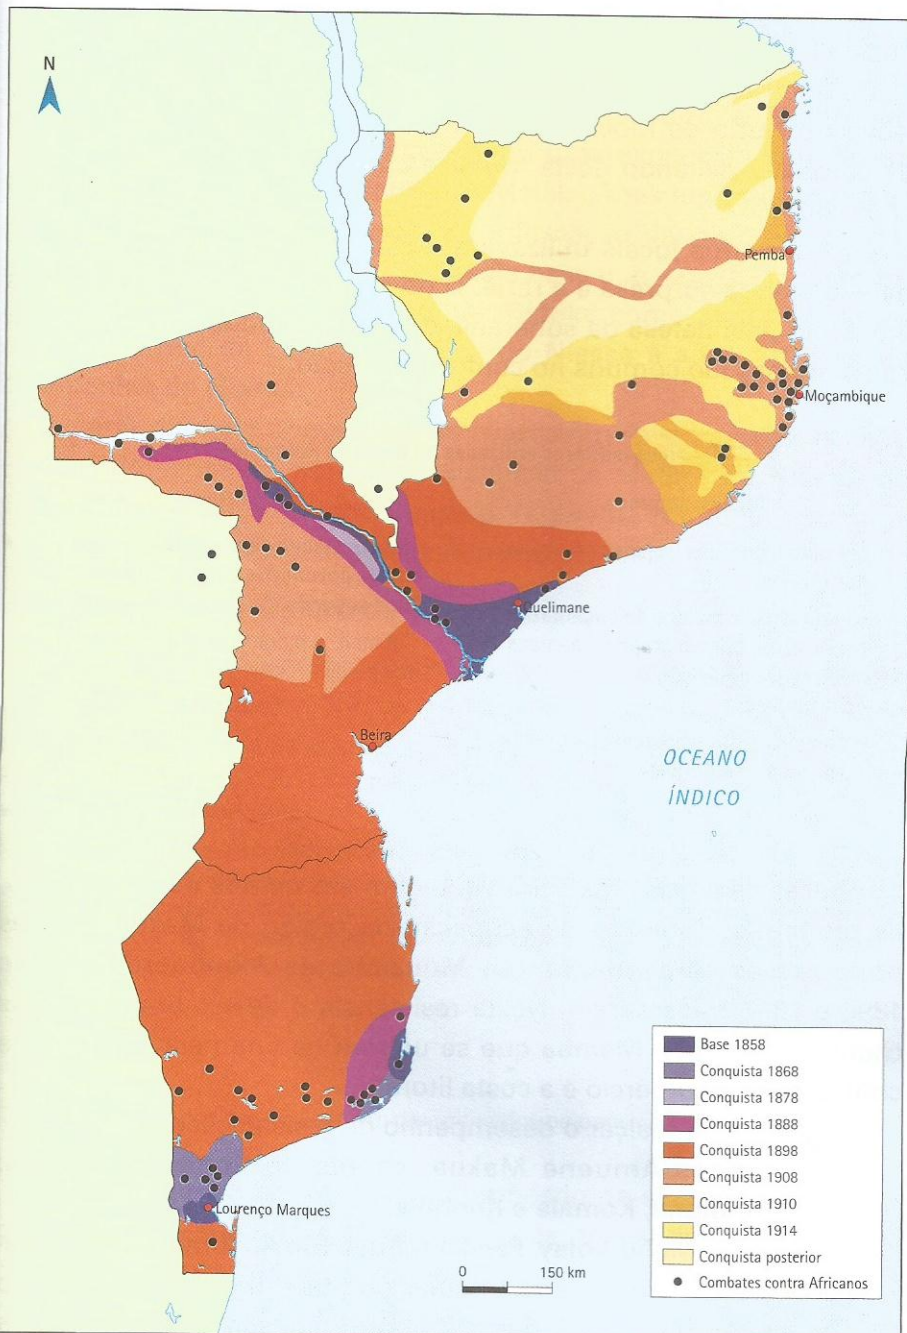 N
Pemba
Moçambique
Quelimane
Beira
OCEANO
ÍNDICO
Lourenço Marques
Base 1858
Conquista 1868
Conquista 1878
Conquista 1888
Conquista 1898
Conquista 1908
Conquista 1910
Conquista 1914
Conquista posterior
Combates contra Africanos
0 150 km